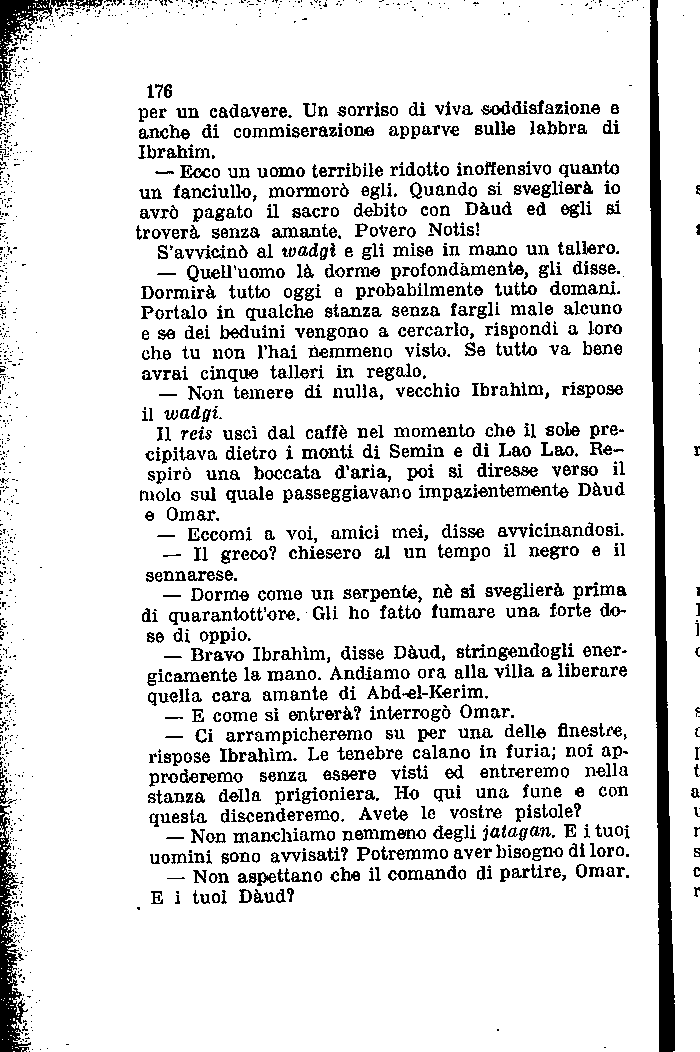 176
per un cadavere. Un sorriso di viva soddisfazione e
anche di commiserazione apparve sulle labbra di
Ibrahim.
— Ecco un uomo terribile ridotto inoffensivo quanto
un fanciullo, mormorò egli. Quando si sveglierà io
avrò pagato il sacro debito con Dàud ed egli si
troverà senza amante. Povero Notis!
S'avvicinò al wadgi e gli mise in mano un tallero.
— Quell'uomo là dorme profondamente, gli disse.
Dormirà tutto oggi e probabilmente tutto domani.
Portalo in qualche stanza senza fargli male alcuno
e se dei beduini vengono a cercarlo, rispondi a loro
che tu non l'hai nemmeno visto. Se tutto va bene
avrai cinque talleri in regalo.
— Non temere di nulla, vecchio Ibrahìm, rispose
il wadgi.
Il reis uscì dal caffè nel momento che il sole pre-
cipitava dietro i monti di Semin e di Lao Lao. Re-
spirò una boccata d'aria, poi si diresse verso il
molo sul quale passeggiavano impazientemente Dàud
e Omar.
— Eccomi a voi, amici mei, disse avvicinandosi.
— Il greco? chiesero al un tempo il negro e il
sennarese.
— Dorme come un serpente, nè si sveglierà prima
di quarantott'ore. Gli ho fatto fumare una forte do-
se di oppio.
— Bravo Ibrahìm, disse Dàud, stringendogli ener-
gicamente la mano. Andiamo ora alla villa a liberare
quella cara amante di Abd-el-Kerim.
— E come si entrerà? interrogò Omar.
— Ci arrampicheremo su per una delle finestre,
rispose Ibrahìm. Le tenebre calano in furia; noi ap-
proderemo senza essere visti ed entreremo nella
stanza della prigioniera. Ho qui una fune e con
questa discenderemo. Avete le vostre pistole?
— Non manchiamo nemmeno degli jatagan. E i tuoi
uomini sono avvisati? Potremmo aver bisogno di loro.
— Non aspettano che il comando di partire, Omar.
E i tuoi Dàud?